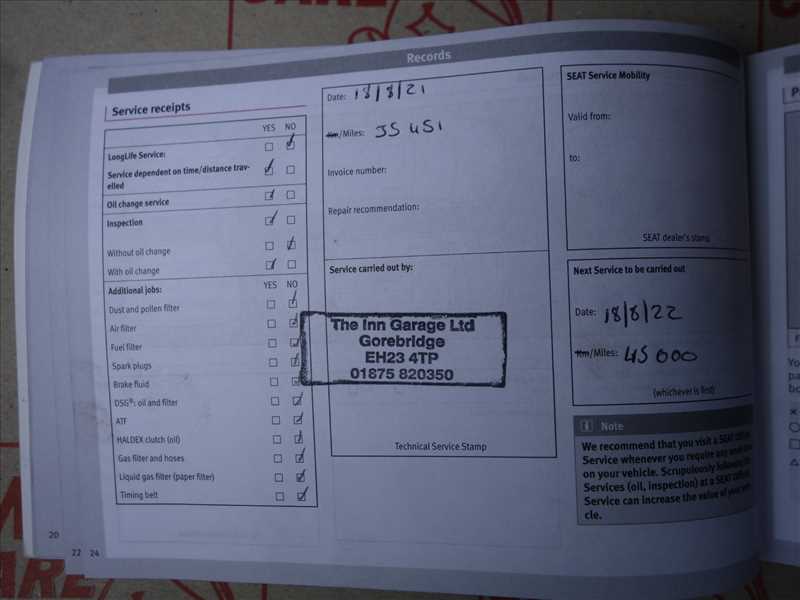 Records
Service receipts
YES NO
LongLife Service:
Service dependent on time/distance trav-
elled
Oil change service
Inspection
Without oil change
With oil change
Additional jobs: YES NO
Dust and pollen filter
Air filter
Fuel filter
Spark plugs
Brake fluid
DSG®: oil and filter
ATF
HALDEX clutch (oil)
Gas filter and hoses
Liquid gas filter (paper filter)
Timing belt
Date: 18/8/21
Km/Miles: 35 451
Invoice number:
Repair recommendation:
Service carried out by:
The Inn Garage Ltd
Gorebridge
EH23 4TP
01875 820350
Technical Service Stamp
SEAT Service Mobility
Valid from:
to:
SEAT dealer's stamp
Next Service to be carried out
Date: 18/8/22
Km/Miles: 45 000
(whichever is first)
Note
We recommend that you visit a SEAT
Service whenever you require any
on your vehicle. Scrupulously
Services (oil, inspection) at a SEAT
Service can increase the value of your
cle.
20
22 24